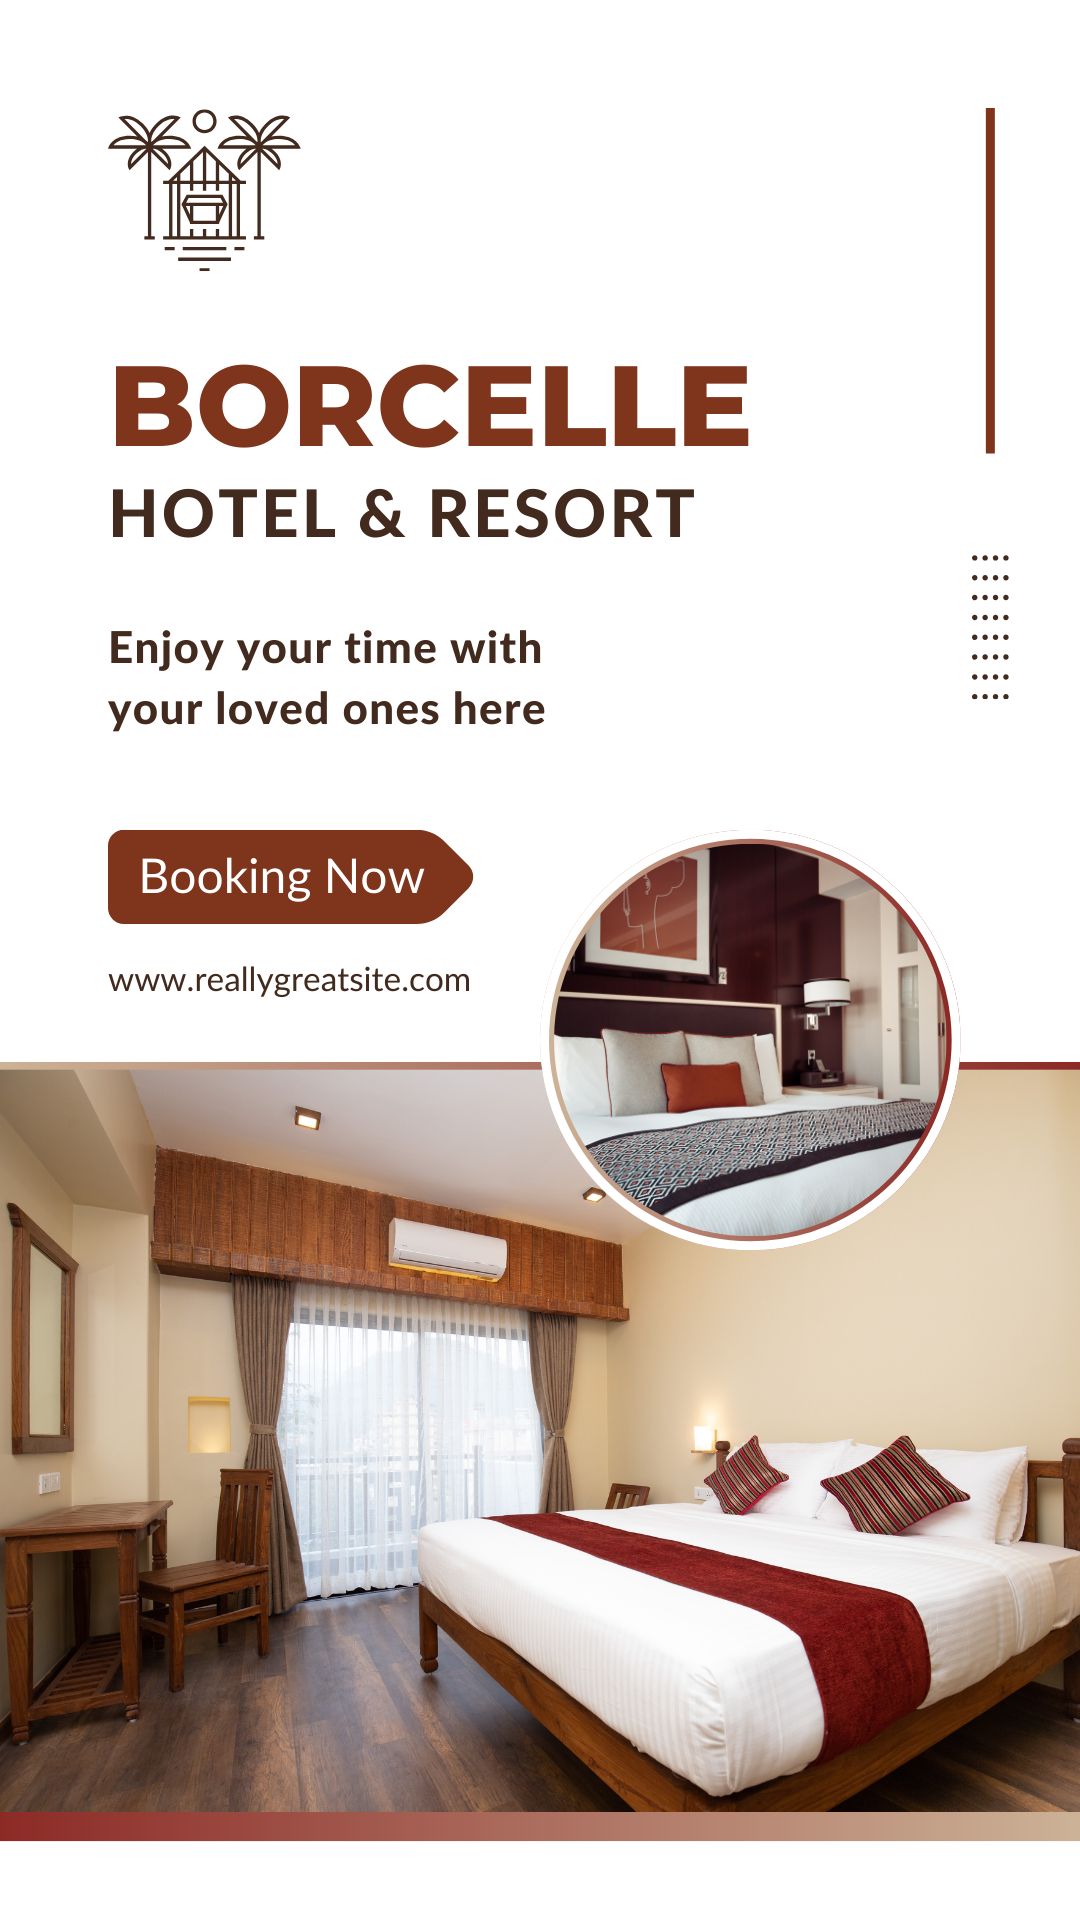 BORCELLE
HOTEL & RESORT
Enjoy your time with
your loved ones here
Booking Now
www.reallygreatsite.com